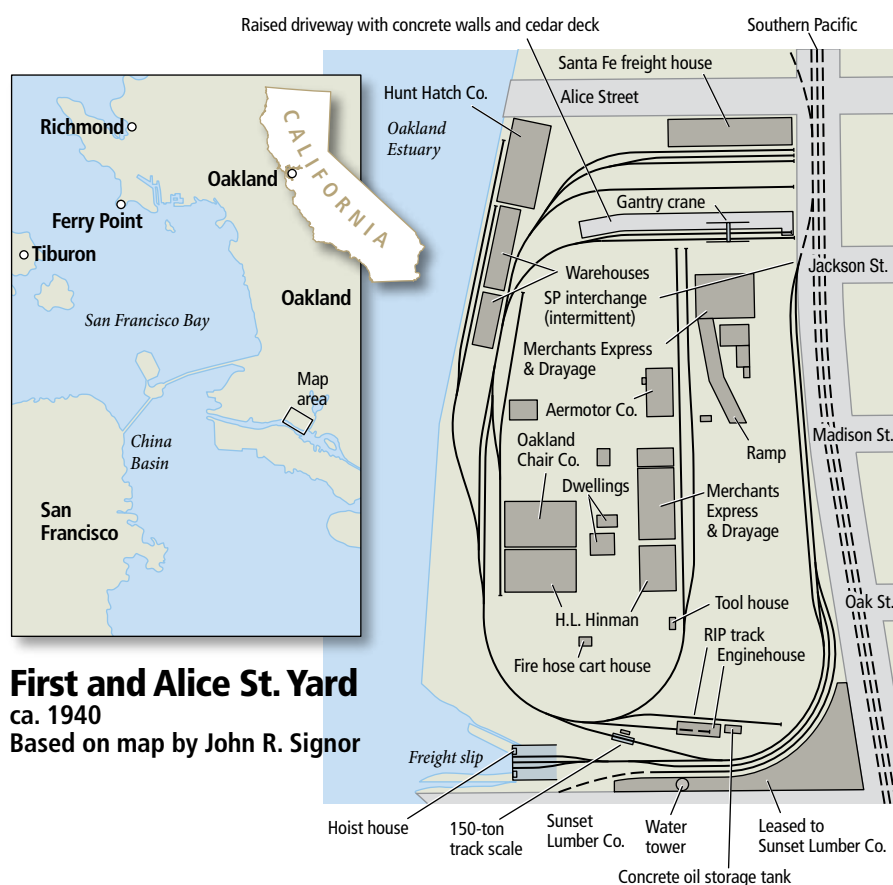 Raised driveway with concrete walls and cedar deck
Southern Pacific
Santa Fe freight house
Hunt Hatch Co.
Alice Street
Oakland
Estuary
Richmond
CALIFORNIA
Oakland
Ferry Point
Gantry crane
Tiburon
Jackson St.
Warehouses
Oakland
SP interchange
(intermittent)
San Francisco Bay
Merchants Express
& Drayage
Map
area
Aermotor Co.
China
Basin
Madison St.
Ramp
Oakland
Chair Co.
Dwellings
Merchants
Express
& Drayage
San
Francisco
Oak St.
Tool house
H.L. Hinman
RIP track
Enginehouse
Fire hose cart house
First and Alice St. Yard
ca. 1940
Based on map by John R. Signor
Freight slip
Hoist house
150-ton
track scale
Sunset
Lumber Co.
Water
tower
Leased to
Sunset Lumber Co.
Concrete oil storage tank